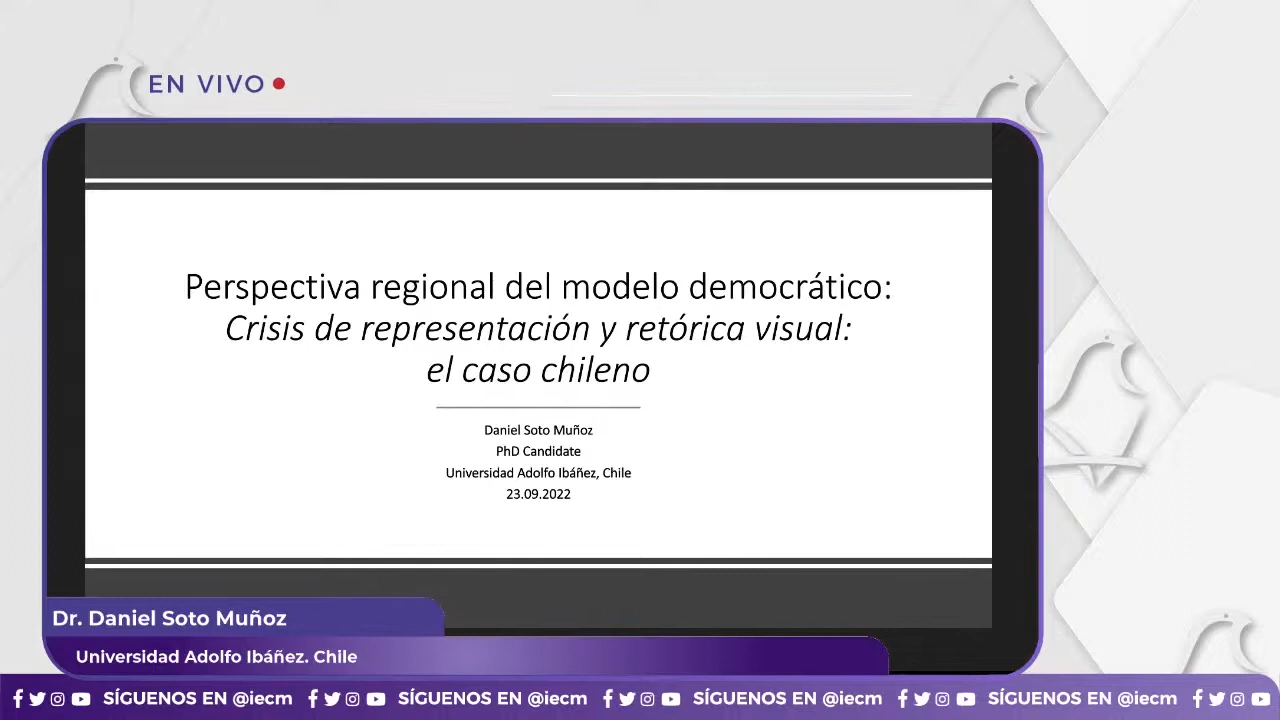 EN VIVO
Perspectiva regional del modelo democrático:
Crisis de representación y retórica visual:
el caso chileno
Daniel Soto Muñoz
PhD Candidate
Universidad Adolfo Ibáñez, Chile
23.09.2022
Dr. Daniel Soto Muñoz
Universidad Adolfo Ibáñez. Chile
SÍGUENOS EN @iecm SÍGUENOS EN @iecm SÍGUENOS EN @iecm SÍGUENOS EN @iecm